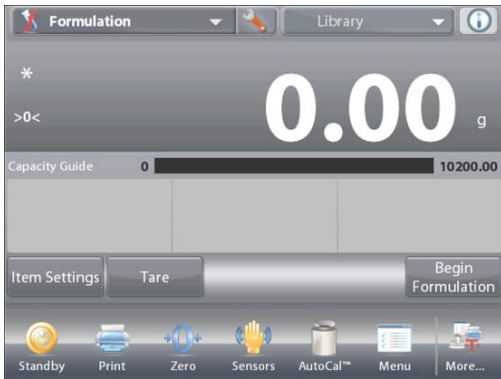 Formulation
Library
*
>0<
0.00 g
Capacity Guide 0 10200.00
Item Settings
Tare
Begin
Formulation
Standby
Print
Zero
Sensors
AutoCal™
Menu
More...